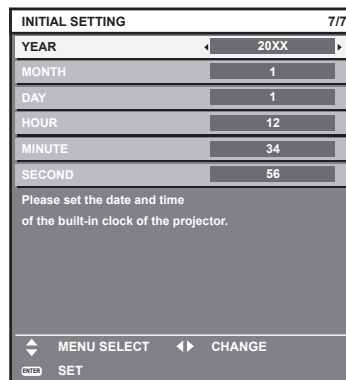 INITIAL SETTING 7/7
YEAR 20XX
MONTH 1
DAY 1
HOUR 12
MINUTE 34
SECOND 56
Please set the date and time
of the built-in clock of the projector.
MENU SELECT CHANGE
ENTER SET